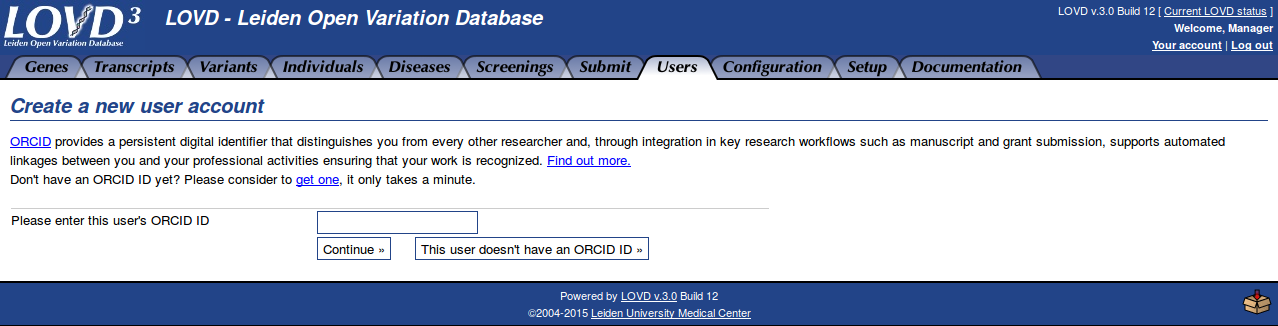 LOVD 3
Leiden Open Variation Database
LOVD - Leiden Open Variation Database
LOVD v.3.0 Build 12 [ Current LOVD status ]
Welcome, Manager
Your account | Log out
Genes Transcripts Variants Individuals Diseases Screenings Submit Users Configuration Setup Documentation
Create a new user account
ORCID provides a persistent digital identifier that distinguishes you from every other researcher and, through integration in key research workflows such as manuscript and grant submission, supports automated
linkages between you and your professional activities ensuring that your work is recognized. Find out more.
Don't have an ORCID ID yet? Please consider to get one, it only takes a minute.
Please enter this user's ORCID ID
Continue » This user doesn't have an ORCID ID »
Powered by LOVD v.3.0 Build 12
©2004-2015 Leiden University Medical Center